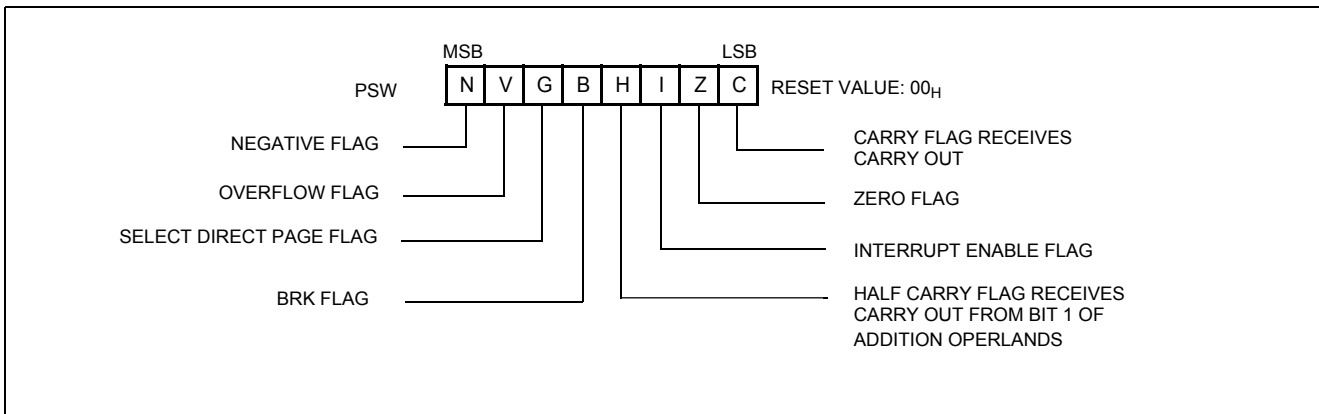 MSB LSB
PSW N V G B H I Z C RESET VALUE: 00H
NEGATIVE FLAG
CARRY FLAG RECEIVES
CARRY OUT
OVERFLOW FLAG
ZERO FLAG
SELECT DIRECT PAGE FLAG
INTERRUPT ENABLE FLAG
BRK FLAG
HALF CARRY FLAG RECEIVES
CARRY OUT FROM BIT 1 OF
ADDITION OPERLANDS